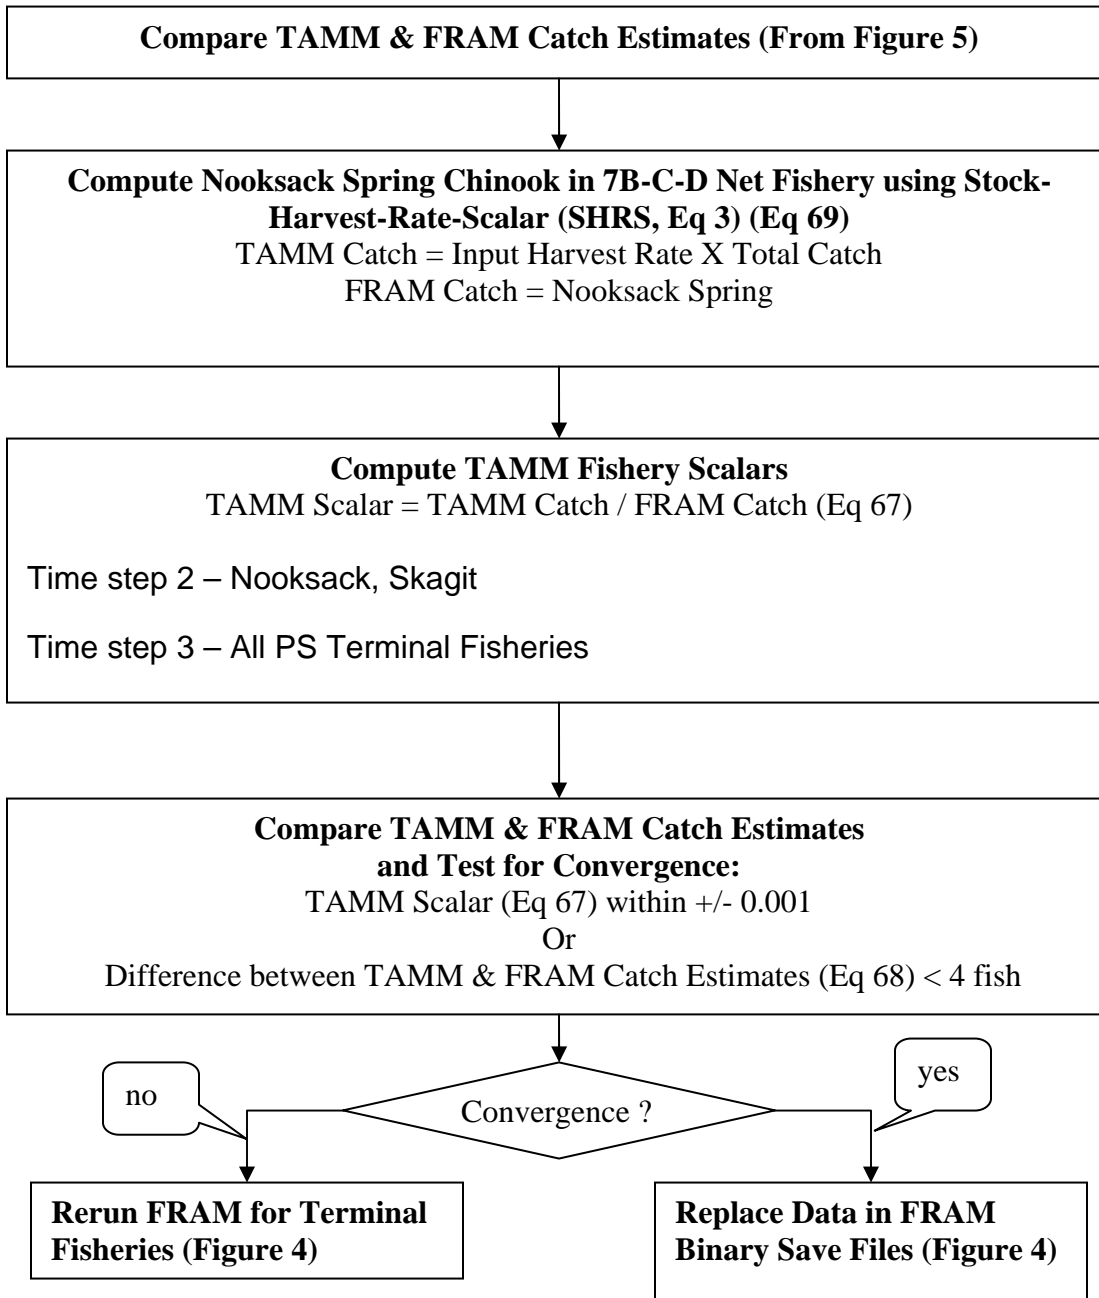 Compare TAMM & FRAM Catch Estimates (From Figure 5)
Compute Nooksack Spring Chinook in 7B-C-D Net Fishery using Stock-
Harvest-Rate-Scalar (SHRS, Eq 3) (Eq 69)
TAMM Catch = Input Harvest Rate X Total Catch
FRAM Catch = Nooksack Spring
Compute TAMM Fishery Scalars
TAMM Scalar = TAMM Catch / FRAM Catch (Eq 67)
Time step 2 – Nooksack, Skagit
Time step 3 – All PS Terminal Fisheries
Compare TAMM & FRAM Catch Estimates
and Test for Convergence:
TAMM Scalar (Eq 67) within +/- 0.001
Or
Difference between TAMM & FRAM Catch Estimates (Eq 68) < 4 fish
no
Convergence ?
yes
Rerun FRAM for Terminal
Fisheries (Figure 4)
Replace Data in FRAM
Binary Save Files (Figure 4)